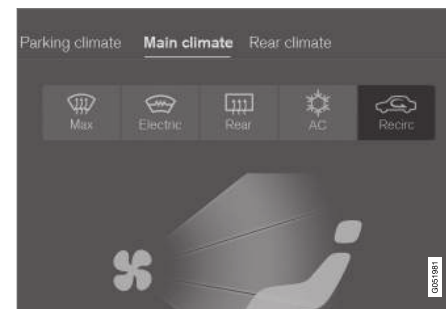 Parking climate Main climate Rear climate
Max Electric Rear AC Recirc
G051981